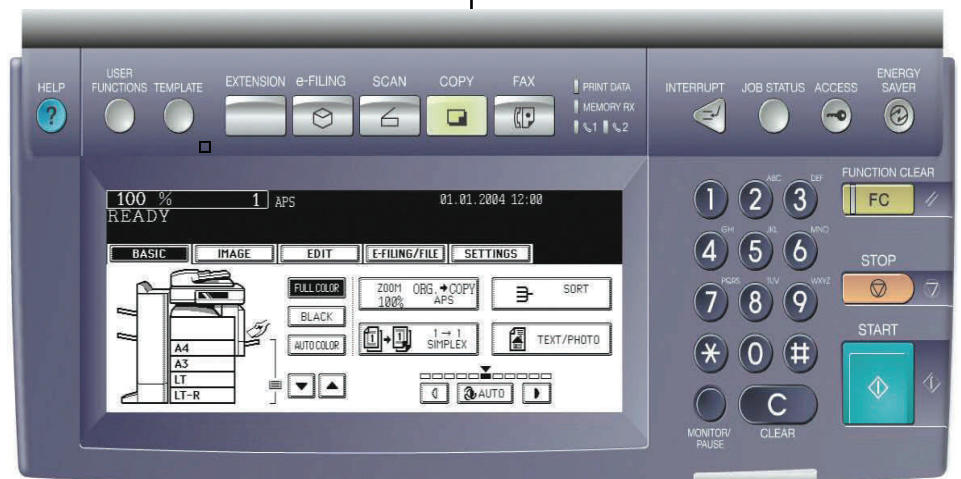 HELP
USER
FUNCTIONS TEMPLATE
EXTENSION e-FILING SCAN COPY FAX
PRINT DATA
MEMORY RX
1 2
INTERRUPT JOB STATUS ACCESS
ENERGY
SAVER
?
100 % 1 APS 01.01.2004 12:00
READY
BASIC IMAGE EDIT E-FILING/FILE SETTINGS
FULL COLOR
BLACK
AUTO COLOR
ZOOM ORG.→COPY
100% APS
SORT
1 1 1→1
SIMPLEX
TEXT/PHOTO
A4
A3
LT
LT-R
AUTO
ABC DEF
1 2 3
GHI JKL MNO
4 5 6
PQRS TUV WXYZ
7 8 9
* 0 #
MONITOR/
PAUSE
C
CLEAR
FUNCTION CLEAR
FC
STOP
START